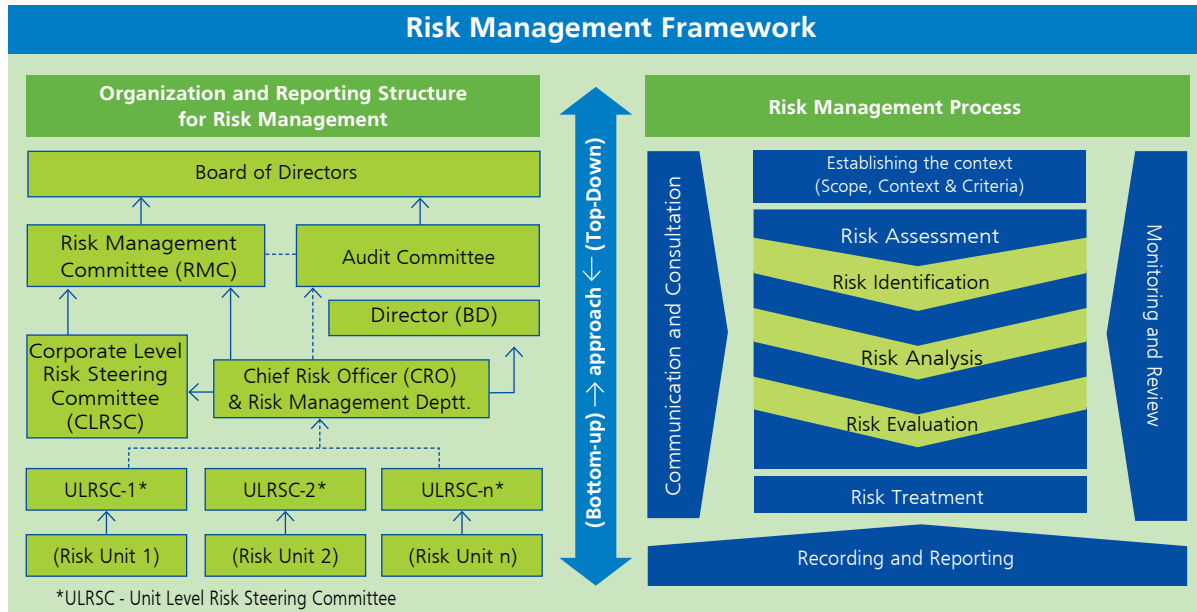 Risk Management Framework
Organization and Reporting Structure
for Risk Management
Board of Directors
Risk Management
Committee (RMC)
Audit Committee
Director (BD)
Corporate Level
Risk Steering
Committee
(CLRSC)
Chief Risk Officer (CRO)
& Risk Management Deptt.
ULRSC-1*
ULRSC-2*
ULRSC-n*
(Risk Unit 1)
(Risk Unit 2)
(Risk Unit n)
*ULRSC - Unit Level Risk Steering Committee
(Bottom-up) → approach ← (Top-Down)
Risk Management Process
Communication and Consultation
Establishing the context
(Scope, Context & Criteria)
Risk Assessment
Risk Identification
Risk Analysis
Risk Evaluation
Risk Treatment
Monitoring and Review
Recording and Reporting